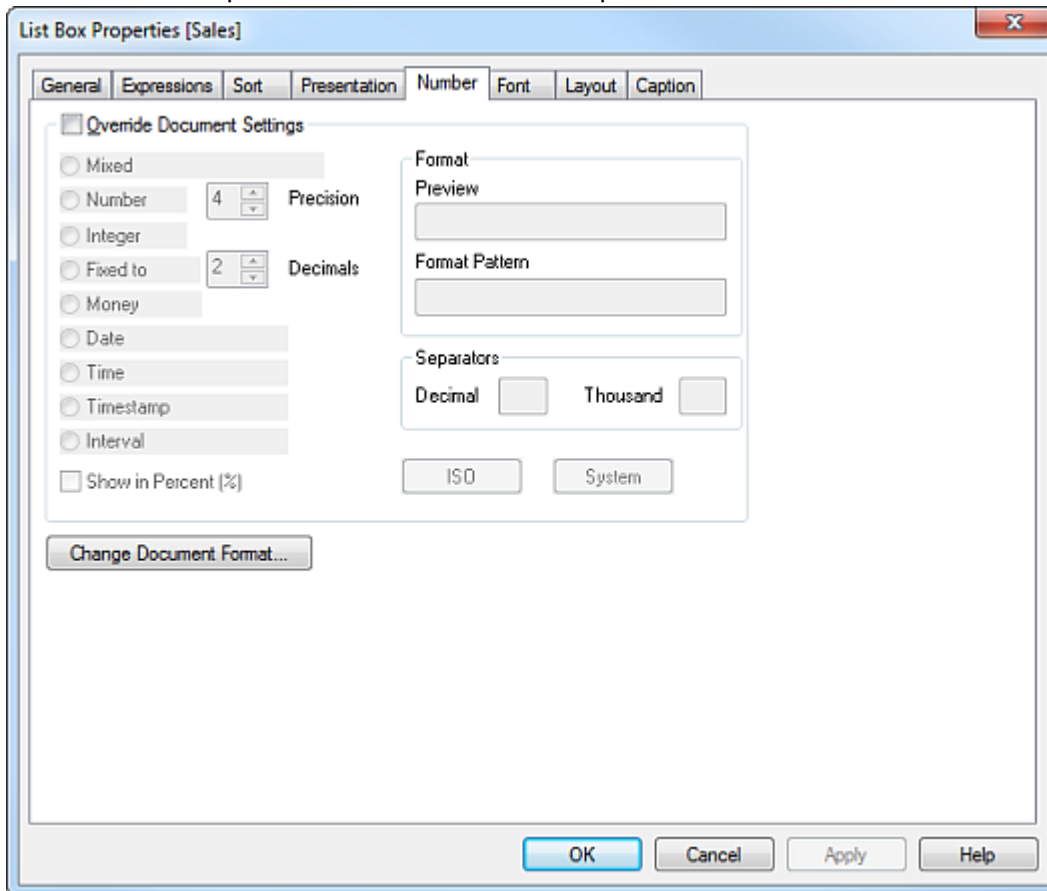 List Box Properties [Sales]
General Expressions Sort Presentation Number Font Layout Caption
Override Document Settings
Mixed
Number 4 Precision
Integer
Fixed to 2 Decimals
Money
Date
Time
Timestamp
Interval
Show in Percent (%)
Format
Preview
Format Pattern
Separators
Decimal Thousand
ISO System
Change Document Format...
OK Cancel Apply Help